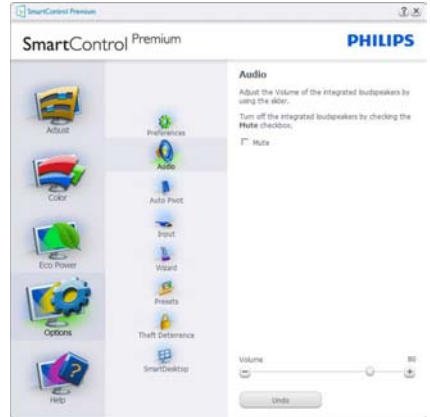 SmartControl Premium
SmartControl Premium
PHILIPS
Adjust
Color
Eco Power
Options
Help
Preferences
Audio
Auto Pivot
Input
Wizard
Presets
Theft Deterrence
SmartDesktop
Audio
Adjust the Volume of the integrated loudspeakers by
using the slider.
Turn off the integrated loudspeakers by checking the
Mute checkbox.
Mute
Volume
80
Undo